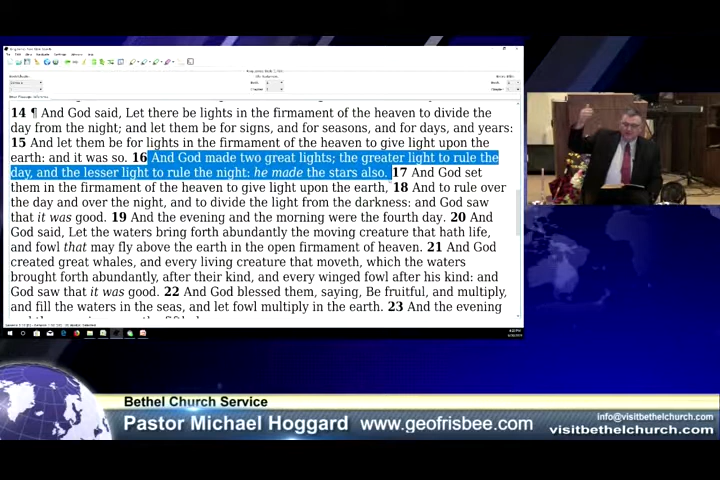 14 ¶ And God said, Let there be lights in the firmament of the heaven to divide the
day from the night; and let them be for signs, and for seasons, and for days, and years:
15 And let them be for lights in the firmament of the heaven to give light upon the
earth: and it was so. 16 And God made two great lights; the greater light to rule the
day, and the lesser light to rule the night: he made the stars also. 17 And God set
them in the firmament of the heaven to give light upon the earth, 18 And to rule over
the day and over the night, and to divide the light from the darkness: and God saw
that it was good. 19 And the evening and the morning were the fourth day. 20 And
God said, Let the waters bring forth abundantly the moving creature that hath life,
and fowl that may fly above the earth in the open firmament of heaven. 21 And God
created great whales, and every living creature that moveth, which the waters
brought forth abundantly, after their kind, and every winged fowl after his kind: and
God saw that it was good. 22 And God blessed them, saying, Be fruitful, and multiply,
and fill the waters in the seas, and let fowl multiply in the earth. 23 And the evening
Bethel Church Service
Pastor Michael Hoggard www.geofrisbee.com
info@visitbethelchurch.com
visitbethelchurch.com